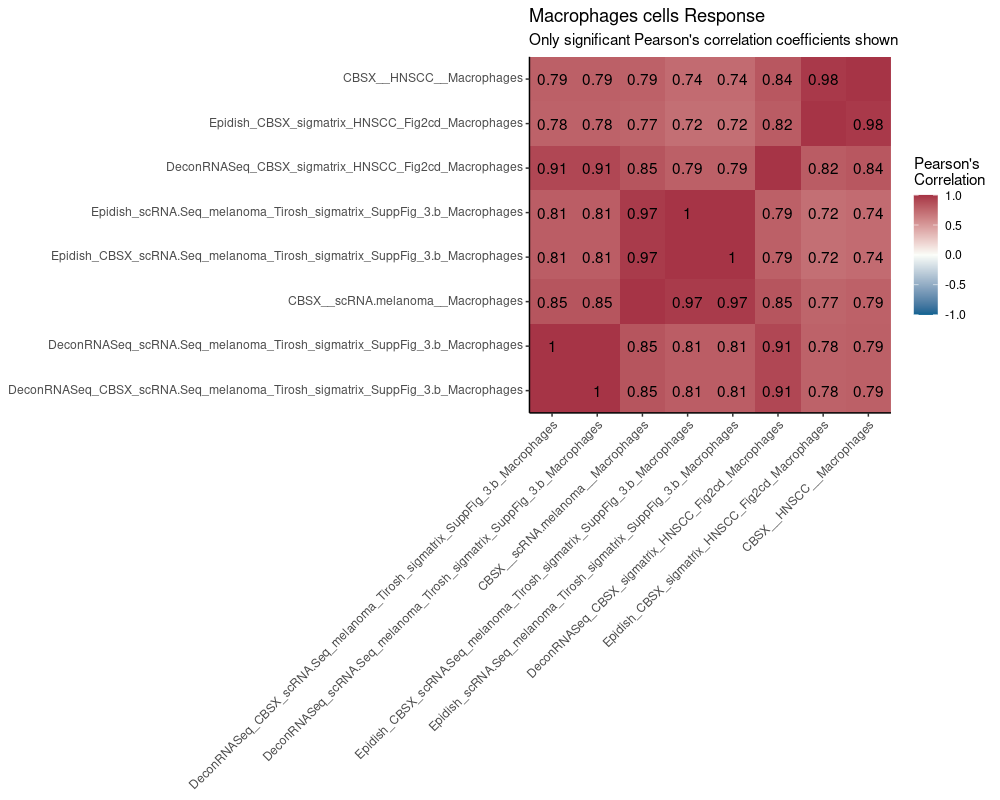 Macrophages cells Response
Only significant Pearson's correlation coefficients shown
CBSX__HNSCC__Macrophages 0.79 0.79 0.79 0.74 0.74 0.84 0.98
Epidish_CBSX_sigmatrix_HNSCC_Fig2cd_Macrophages 0.78 0.78 0.77 0.72 0.72 0.82 0.98
DeconRNASeq_CBSX_sigmatrix_HNSCC_Fig2cd_Macrophages 0.91 0.91 0.85 0.79 0.79 0.82 0.84
Epidish_scRNA.Seq_melanoma_Tirosh_sigmatrix_SuppFig_3.b_Macrophages 0.81 0.81 0.97 1 0.79 0.72 0.74
Epidish_CBSX_scRNA.Seq_melanoma_Tirosh_sigmatrix_SuppFig_3.b_Macrophages 0.81 0.81 0.97 1 0.79 0.72 0.74
CBSX__scRNA.melanoma__Macrophages 0.85 0.85 0.97 0.97 0.85 0.77 0.79
DeconRNASeq_scRNA.Seq_melanoma_Tirosh_sigmatrix_SuppFig_3.b_Macrophages 1 0.85 0.81 0.81 0.91 0.78 0.79
DeconRNASeq_CBSX_scRNA.Seq_melanoma_Tirosh_sigmatrix_SuppFig_3.b_Macrophages 1 0.85 0.81 0.81 0.91 0.78 0.79
DeconRNASeq_CBSX_scRNA.Seq_melanoma_Tirosh_sigmatrix_SuppFig_3.b_Macrophages
DeconRNASeq_scRNA.Seq_melanoma_Tirosh_sigmatrix_SuppFig_3.b_Macrophages
CBSX__scRNA.melanoma__Macrophages
Epidish_CBSX_scRNA.Seq_melanoma_Tirosh_sigmatrix_SuppFig_3.b_Macrophages
Epidish_scRNA.Seq_melanoma_Tirosh_sigmatrix_SuppFig_3.b_Macrophages
DeconRNASeq_CBSX_sigmatrix_HNSCC_Fig2cd_Macrophages
Epidish_CBSX_sigmatrix_HNSCC_Fig2cd_Macrophages
CBSX__HNSCC__Macrophages
Pearson's
Correlation
1.0
0.5
0.0
-0.5
-1.0